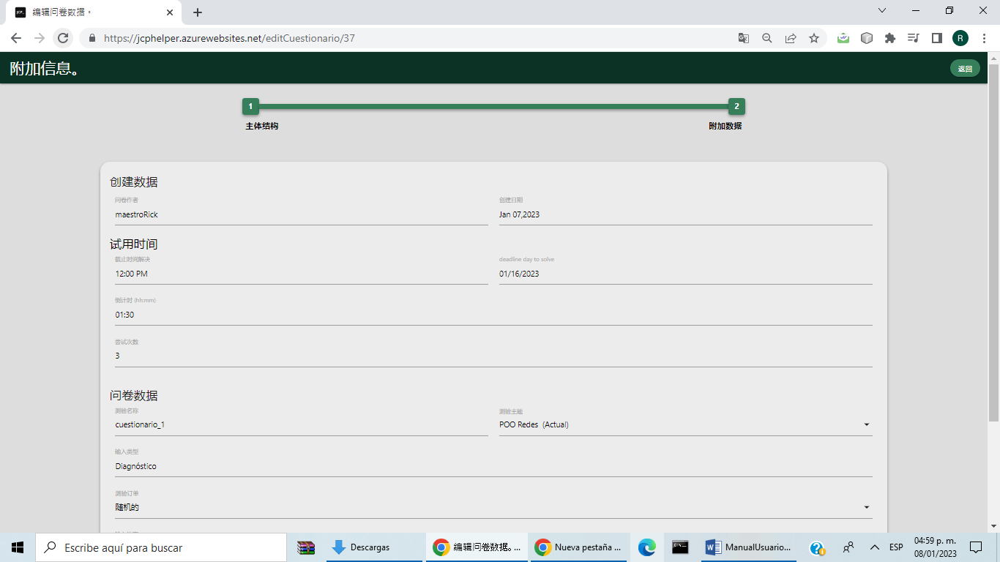 编辑问卷数据。
https://jcphelper.azurewebsites.net/editCuestionario/37
R
附加信息。
返回
1
2
主体结构
附加数据
创建数据
问卷作者
创建日期
maestroRick
Jan 07,2023
试用时间
截止时间解决
deadline day to solve
12:00 PM
01/16/2023
倒计时 (hh:mm)
01:30
尝试次数
3
问卷数据
测验名称
测验主题
cuestionario_1
POO Redes (Actual)
输入类型
Diagnóstico
测验订单
随机的
Escribe aquí para buscar
Descargas
编辑问卷数据。...
Nueva pestaña ...
ManualUsuario...
ESP
04:59 p. m.
08/01/2023